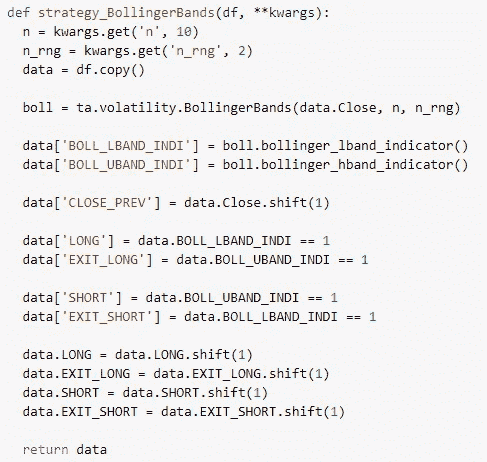 def strategy_BollingerBands(df, **kwargs):
  n = kwargs.get('n', 10)
  n_rng = kwargs.get('n_rng', 2)
  data = df.copy()

  boll = ta.volatility.BollingerBands(data.Close, n, n_rng)

  data['BOLL_LBAND_INDI'] = boll.bollinger_lband_indicator()
  data['BOLL_UBAND_INDI'] = boll.bollinger_hband_indicator()

  data['CLOSE_PREV'] = data.Close.shift(1)

  data['LONG'] = data.BOLL_LBAND_INDI == 1
  data['EXIT_LONG'] = data.BOLL_UBAND_INDI == 1

  data['SHORT'] = data.BOLL_UBAND_INDI == 1
  data['EXIT_SHORT'] = data.BOLL_LBAND_INDI == 1

  data.LONG = data.LONG.shift(1)
  data.EXIT_LONG = data.EXIT_LONG.shift(1)
  data.SHORT = data.SHORT.shift(1)
  data.EXIT_SHORT = data.EXIT_SHORT.shift(1)

  return data